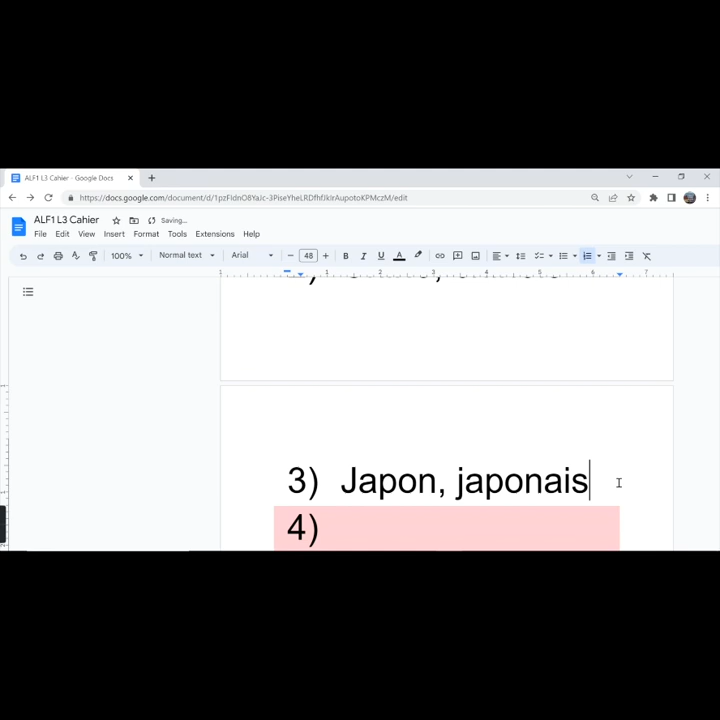 ALF1 L3 Cahier - Google Docs
https://docs.google.com/document/d/1pzFIdnO8YaJc-3PiseYheLRDfhfJkIrAupotoKPMczM/edit
ALF1 L3 Cahier Saving...
File Edit View Insert Format Tools Extensions Help
100% Normal text Arial 48
3) Japon, japonais
4)